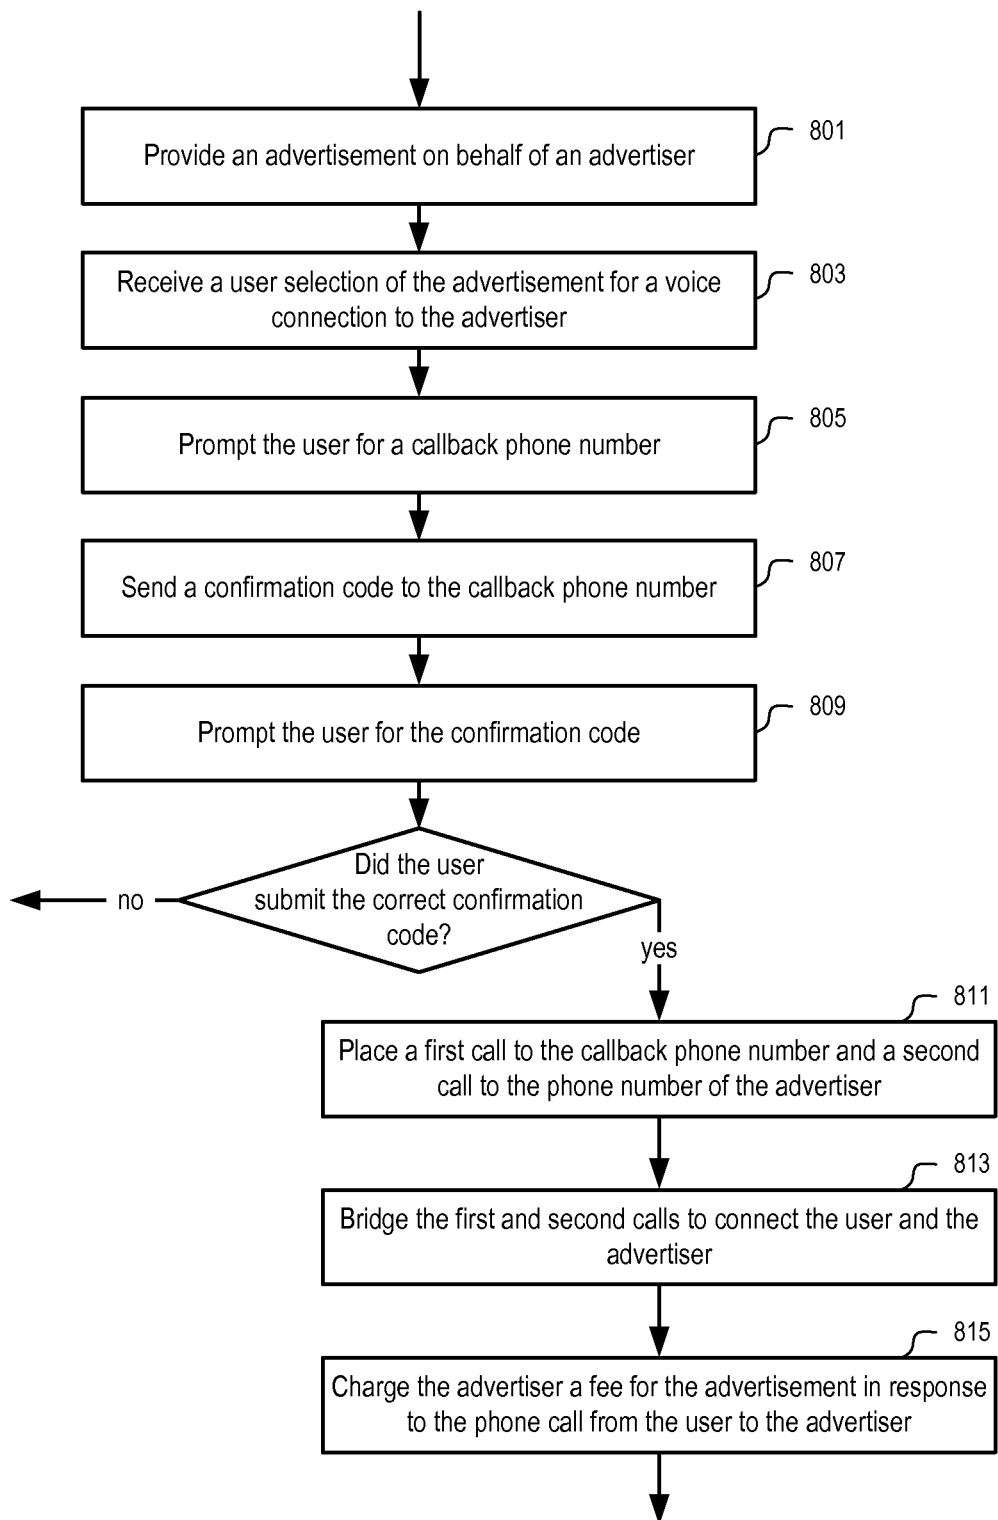 801
Provide an advertisement on behalf of an advertiser
803
Receive a user selection of the advertisement for a voice
connection to the advertiser
805
Prompt the user for a callback phone number
807
Send a confirmation code to the callback phone number
809
Prompt the user for the confirmation code
Did the user
submit the correct confirmation
code?
no
yes
811
Place a first call to the callback phone number and a second
call to the phone number of the advertiser
813
Bridge the first and second calls to connect the user and the
advertiser
815
Charge the advertiser a fee for the advertisement in response
to the phone call from the user to the advertiser